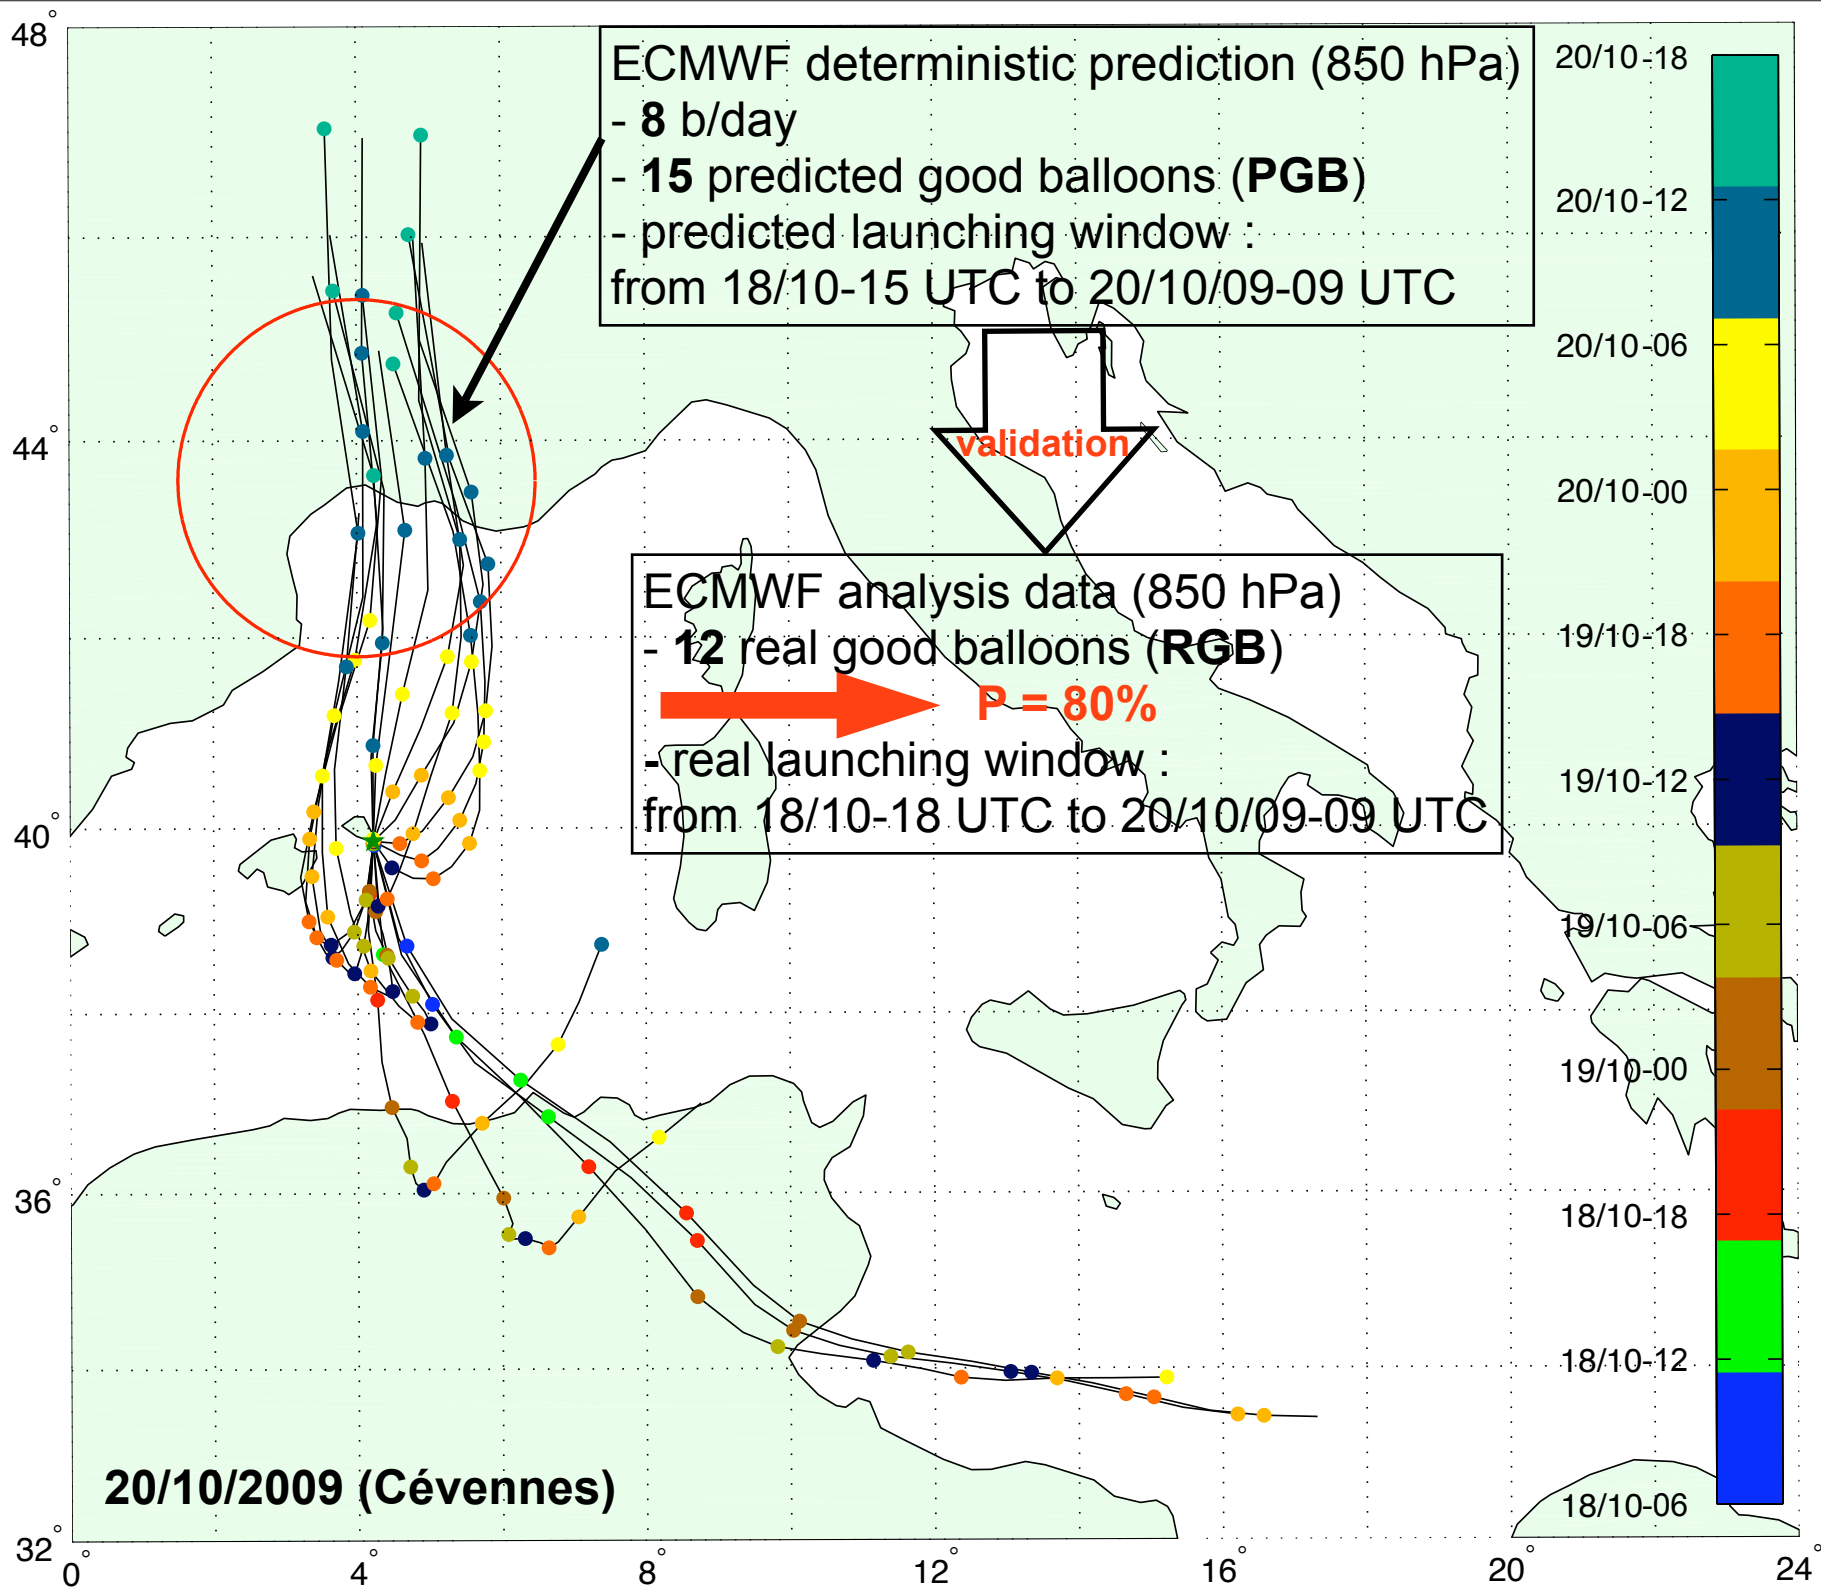 48°
44°
40°
36°
32°
0°
4°
8°
12°
16°
20°
24°
ECMWF deterministic prediction (850 hPa)
- 8 b/day
- 15 predicted good balloons (PGB)
- predicted launching window :
from 18/10-15 UTC to 20/10/09-09 UTC
validation
ECMWF analysis data (850 hPa)
- 12 real good balloons (RGB)
P = 80%
- real launching window :
from 18/10-18 UTC to 20/10/09-09 UTC
20/10-18
20/10-12
20/10-06
20/10-00
19/10-18
19/10-12
19/10-06
19/10-00
18/10-18
18/10-12
18/10-06
20/10/2009 (Cévennes)